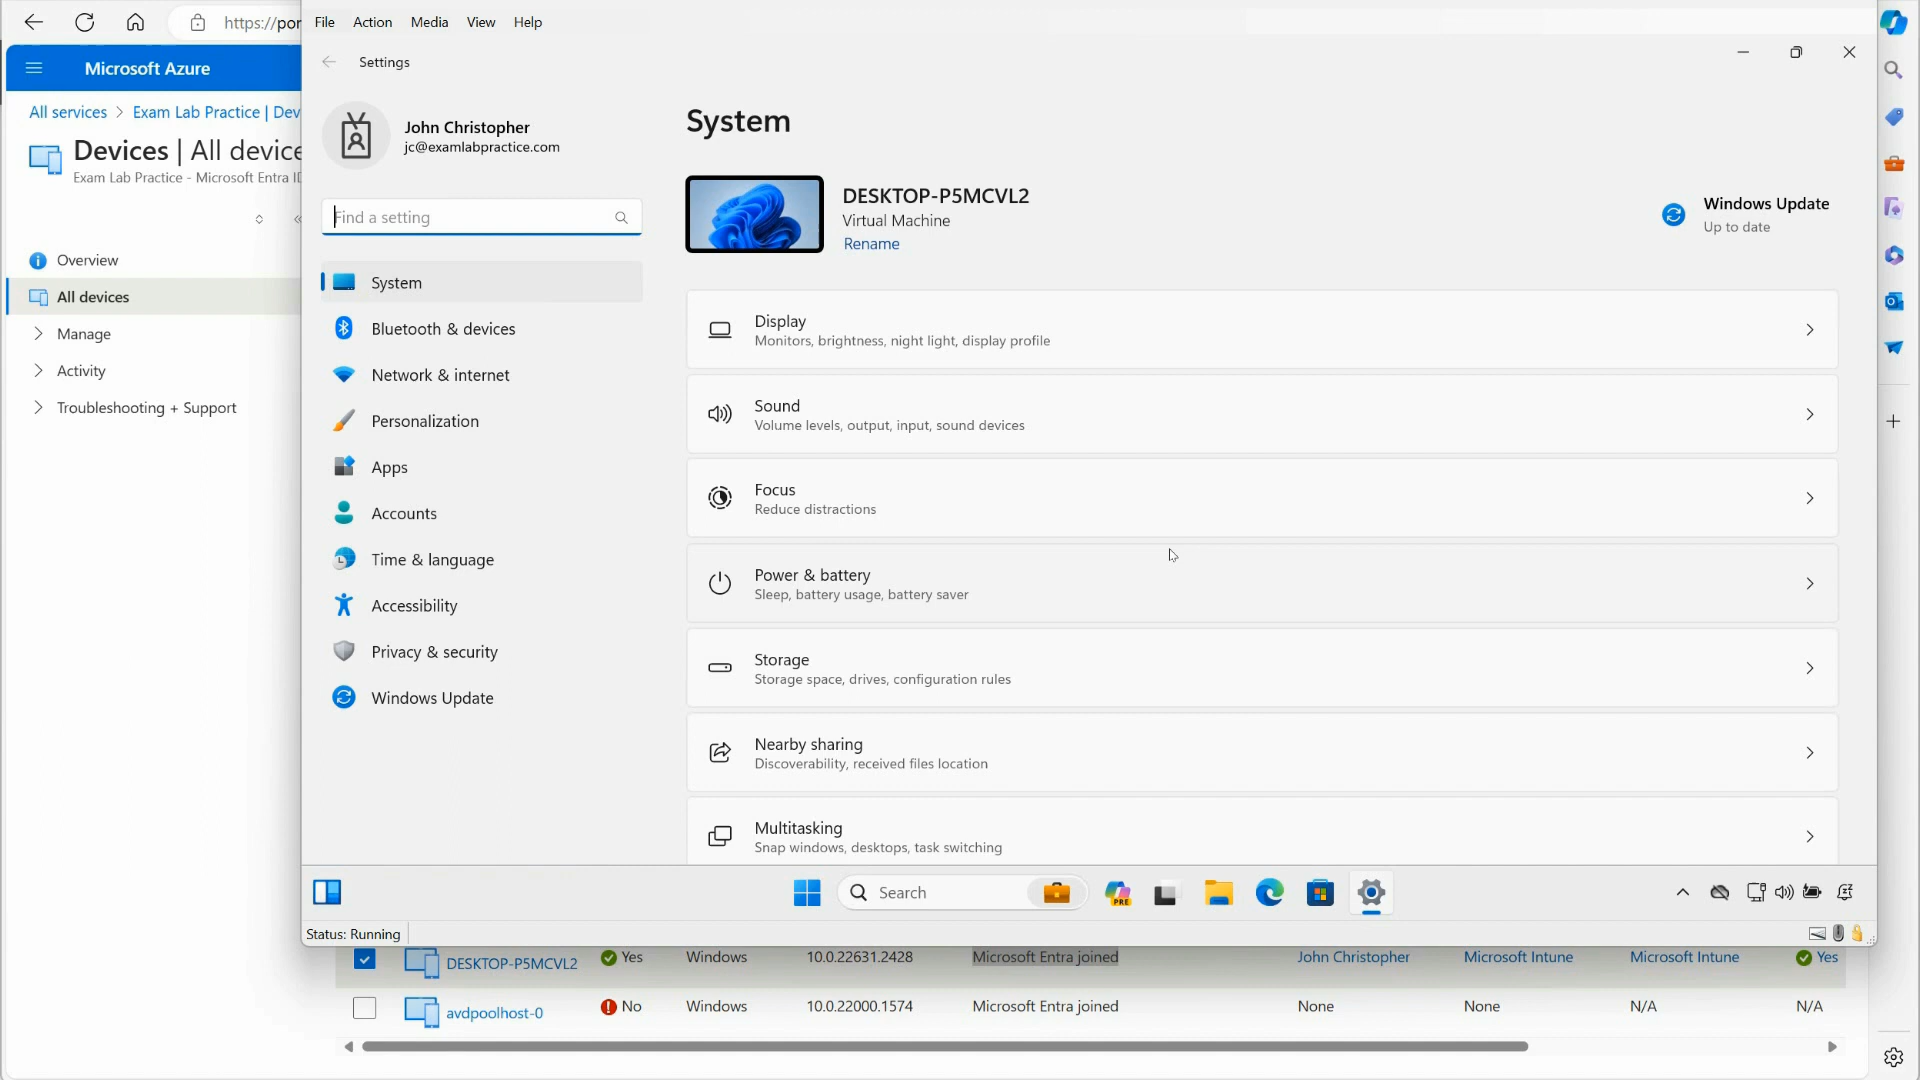 https://por
File Action Media View Help
Settings
Microsoft Azure
All services > Exam Lab Practice | Dev
Devices | All device
Exam Lab Practice - Microsoft Entra ID
Overview
All devices
Manage
Activity
Troubleshooting + Support
John Christopher
jc@examlabpractice.com
Find a setting
System
Bluetooth & devices
Network & internet
Personalization
Apps
Accounts
Time & language
Accessibility
Privacy & security
Windows Update
System
DESKTOP-P5MCVL2
Virtual Machine
Rename
Windows Update
Up to date
Display
Monitors, brightness, night light, display profile
Sound
Volume levels, output, input, sound devices
Focus
Reduce distractions
Power & battery
Sleep, battery usage, battery saver
Storage
Storage space, drives, configuration rules
Nearby sharing
Discoverability, received files location
Multitasking
Snap windows, desktops, task switching
Search
PRE
Status: Running
DESKTOP-P5MCVL2 Yes Windows 10.0.22631.2428 Microsoft Entra joined John Christopher Microsoft Intune Microsoft Intune Yes
avdpoolhost-0 No Windows 10.0.22000.1574 Microsoft Entra joined None None N/A N/A